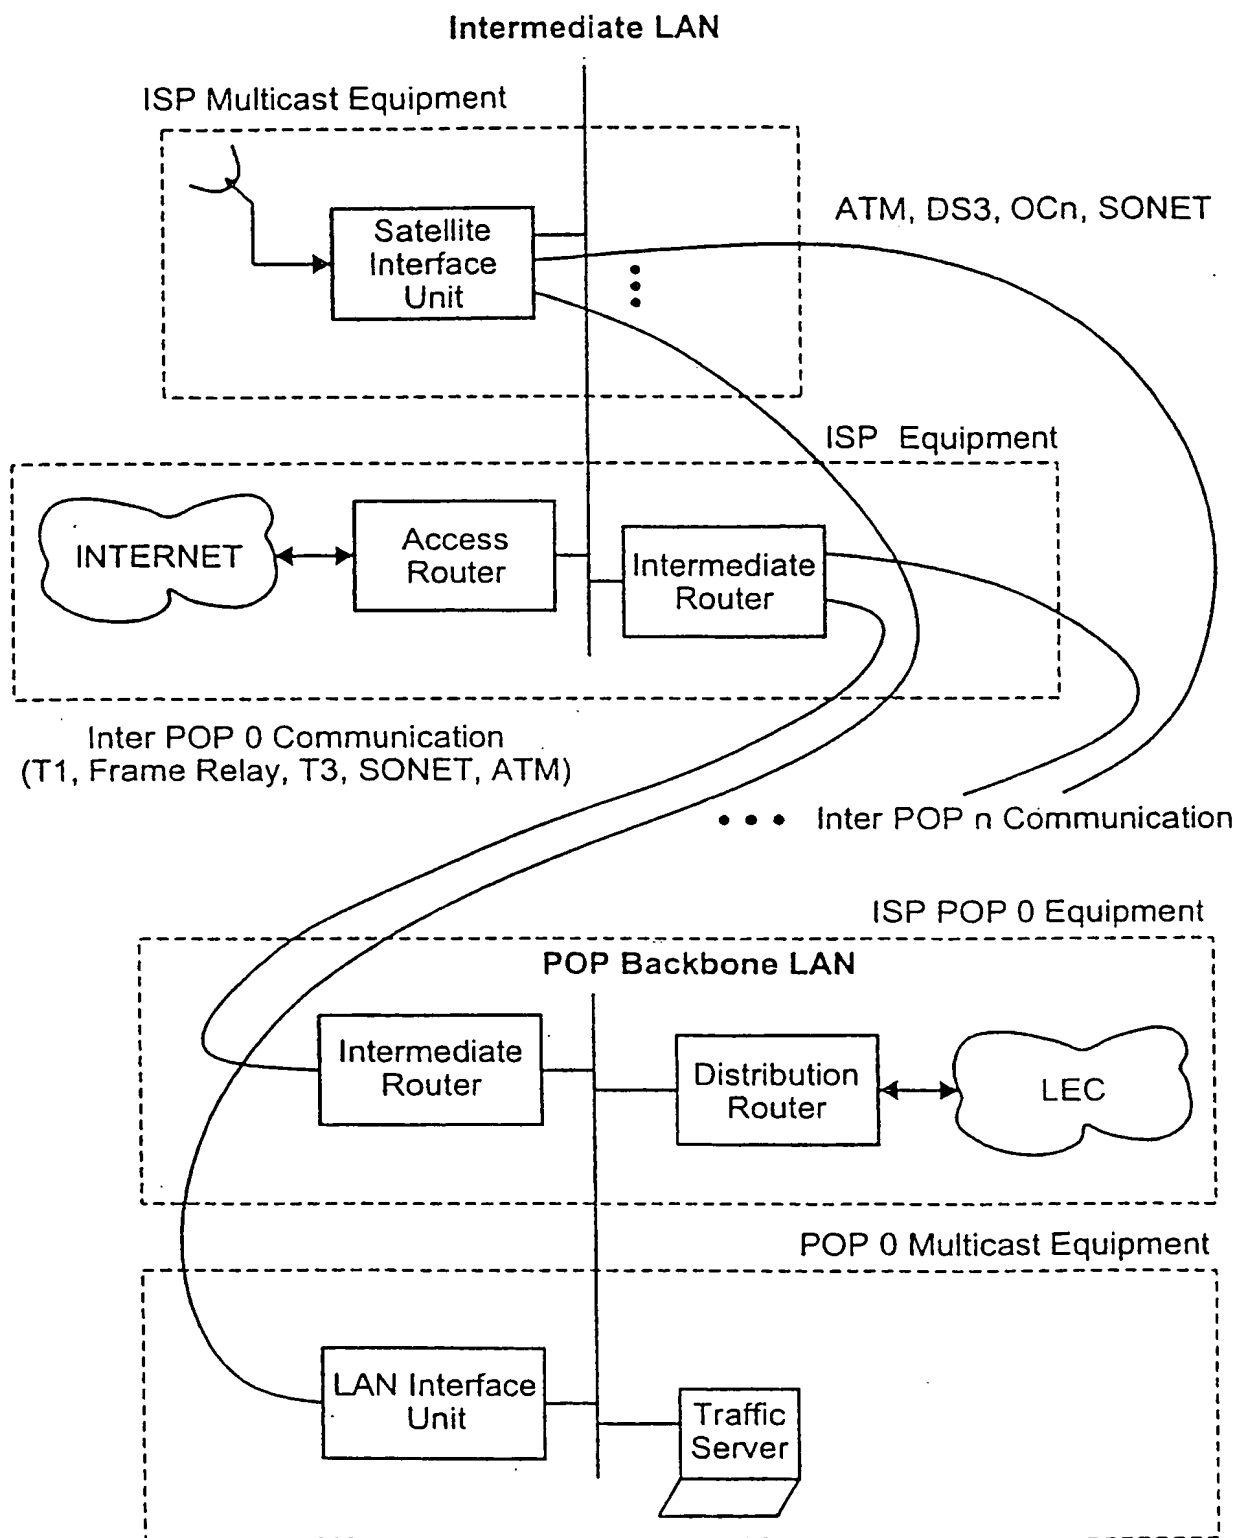 Intermediate LAN
ISP Multicast Equipment
ATM, DS3, OCn, SONET
Satellite
Interface
Unit
ISP Equipment
INTERNET
Access
Router
Intermediate
Router
Inter POP 0 Communication
(T1, Frame Relay, T3, SONET, ATM)
Inter POP n Communication
ISP POP 0 Equipment
POP Backbone LAN
Intermediate
Router
Distribution
Router
LEC
POP 0 Multicast Equipment
LAN Interface
Unit
Traffic
Server